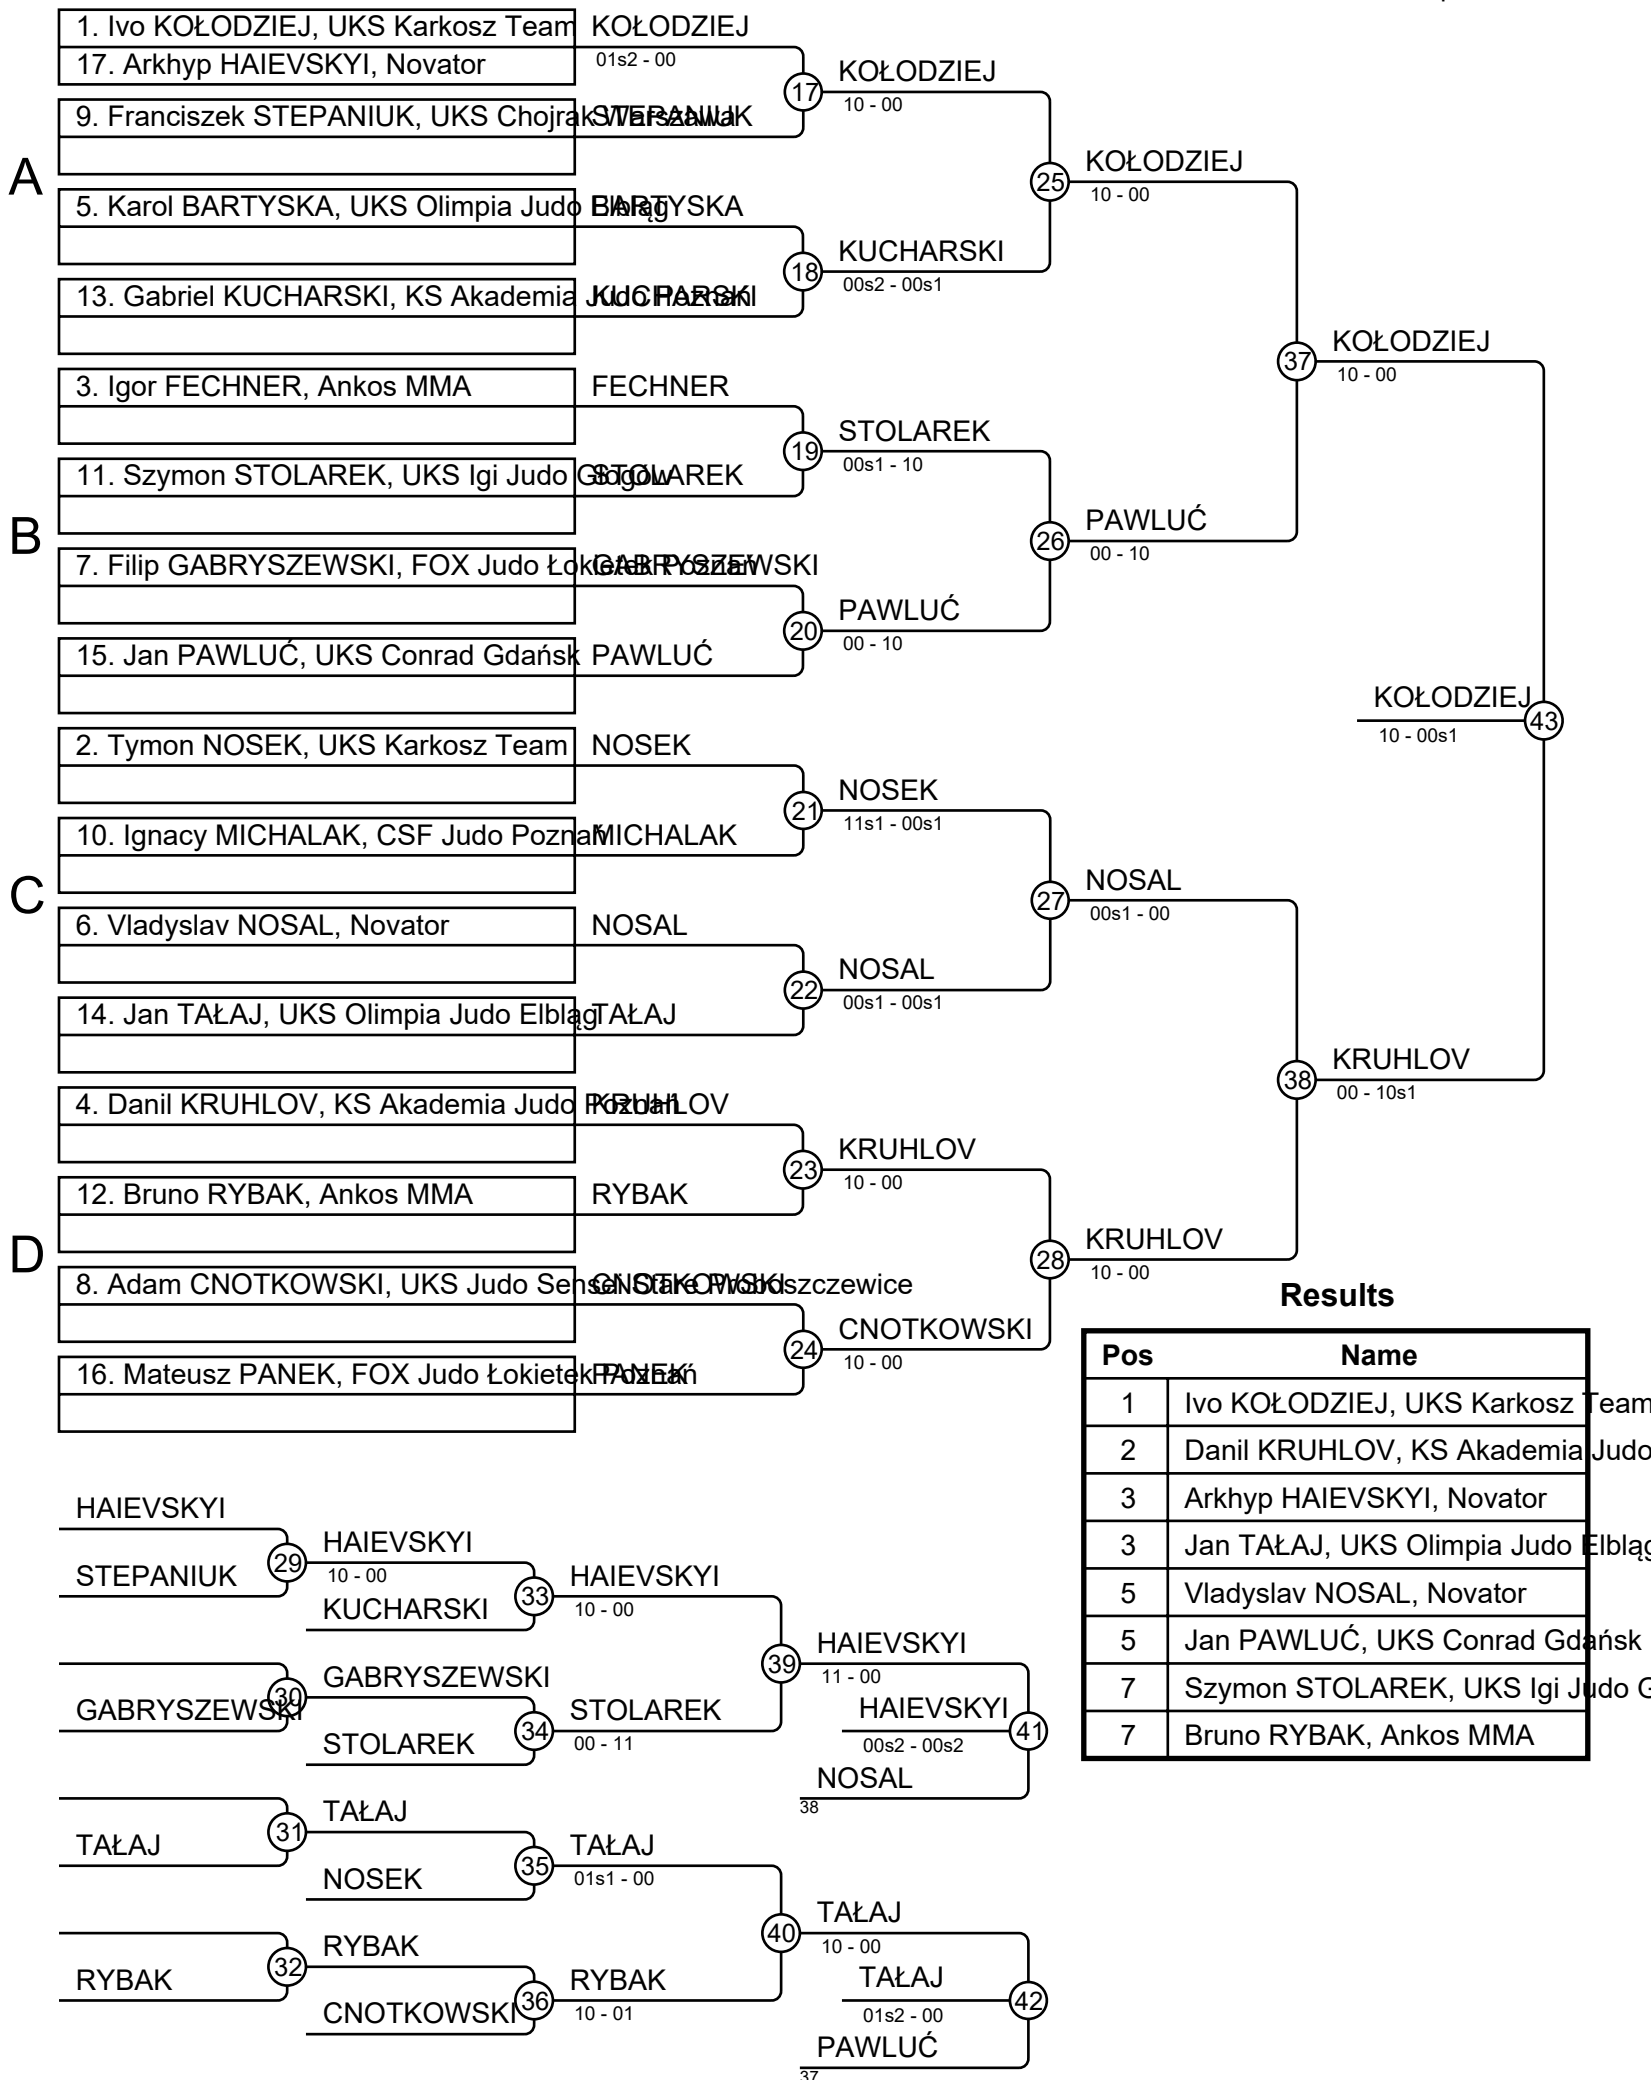 1. Ivo KOŁODZIEJ, UKS Karkosz Team
KOŁODZIEJ
01s2 - 00
17. Arkhyp HAIEVSKYI, Novator
17
KOŁODZIEJ
10 - 00
9. Franciszek STEPANIUK, UKS Chojrak Warszawa
STEPANIUK
A
25
KOŁODZIEJ
10 - 00
5. Karol BARTYSKA, UKS Olimpia Judo Elbląg
BARTYSKA
18
KUCHARSKI
00s2 - 00s1
13. Gabriel KUCHARSKI, KS Akademia Judo Poznań
KUCHARSKI
37
KOŁODZIEJ
10 - 00
3. Igor FECHNER, Ankos MMA
FECHNER
19
STOLAREK
00s1 - 10
11. Szymon STOLAREK, UKS Igi Judo Głogów
STOLAREK
B
26
PAWLUĆ
00 - 10
7. Filip GABRYSZEWSKI, FOX Judo Łokietek Poznań
GABRYSZEWSKI
20
PAWLUĆ
00 - 10
15. Jan PAWLUĆ, UKS Conrad Gdańsk
PAWLUĆ
KOŁODZIEJ
43
10 - 00s1
2. Tymon NOSEK, UKS Karkosz Team
NOSEK
21
NOSEK
11s1 - 00s1
10. Ignacy MICHALAK, CSF Judo Poznań
MICHALAK
C
27
NOSAL
00s1 - 00
6. Vladyslav NOSAL, Novator
NOSAL
22
NOSAL
00s1 - 00s1
14. Jan TAŁAJ, UKS Olimpia Judo Elbląg
TAŁAJ
38
KRUHLOV
00 - 10s1
4. Danil KRUHLOV, KS Akademia Judo Poznań
KRUHLOV
23
KRUHLOV
10 - 00
12. Bruno RYBAK, Ankos MMA
RYBAK
D
28
KRUHLOV
10 - 00
8. Adam CNOTKOWSKI, UKS Judo Sensei Stare Proboszczewice
CNOTKOWSKI
24
CNOTKOWSKI
10 - 00
16. Mateusz PANEK, FOX Judo Łokietek Poznań
PANEK
Results
Pos Name
1 Ivo KOŁODZIEJ, UKS Karkosz Team
2 Danil KRUHLOV, KS Akademia Judo
3 Arkhyp HAIEVSKYI, Novator
3 Jan TAŁAJ, UKS Olimpia Judo Elbląg
5 Vladyslav NOSAL, Novator
5 Jan PAWLUĆ, UKS Conrad Gdańsk
7 Szymon STOLAREK, UKS Igi Judo
7 Bruno RYBAK, Ankos MMA
HAIEVSKYI
29
HAIEVSKYI
10 - 00
STEPANIUK
33
HAIEVSKYI
10 - 00
KUCHARSKI
39
HAIEVSKYI
11 - 00
30
GABRYSZEWSKI
GABRYSZEWSKI
34
STOLAREK
00 - 11
STOLAREK
HAIEVSKYI
41
00s2 - 00s2
NOSAL
38
31
TAŁAJ
TAŁAJ
35
TAŁAJ
01s1 - 00
NOSEK
40
TAŁAJ
10 - 00
32
RYBAK
RYBAK
36
RYBAK
10 - 01
CNOTKOWSKI
TAŁAJ
42
01s2 - 00
PAWLUĆ
37